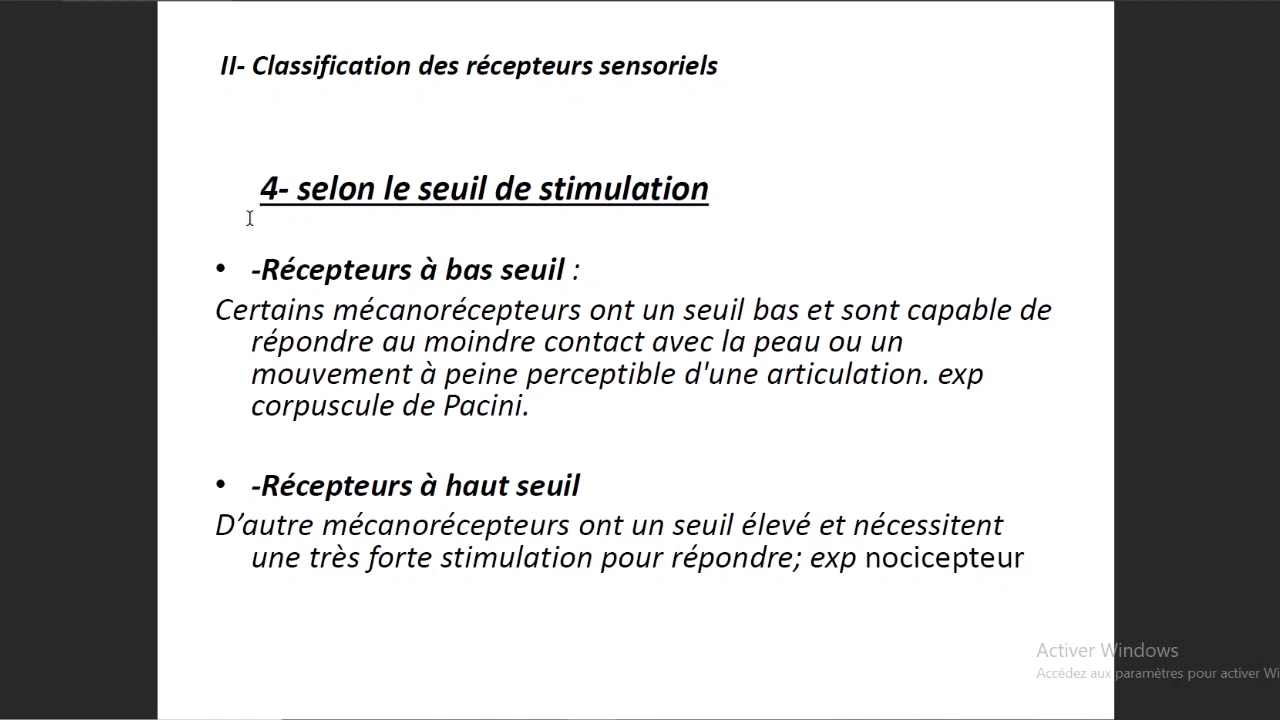 II- Classification des récepteurs sensoriels
4- selon le seuil de stimulation
• -Récepteurs à bas seuil :
Certains mécanorécepteurs ont un seuil bas et sont capable de
répondre au moindre contact avec la peau ou un
mouvement à peine perceptible d'une articulation. exp
corpuscule de Pacini.
• -Récepteurs à haut seuil
D’autre mécanorécepteurs ont un seuil élevé et nécessitent
une très forte stimulation pour répondre; exp nocicepteur
Activer Windows
Accédez aux paramètres pour activer Wi